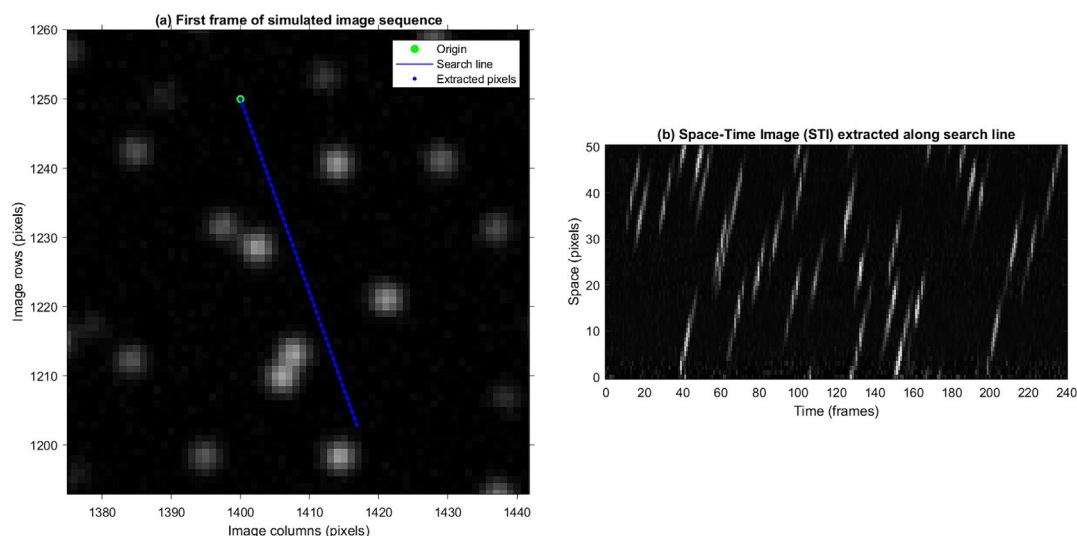 (a) First frame of simulated image sequence
1260
1250
1240
1230
1220
1210
1200
Image rows (pixels)
1380 1390 1400 1410 1420 1430 1440
Image columns (pixels)
Origin
Search line
Extracted pixels
(b) Space-Time Image (STI) extracted along search line
50
40
30
20
10
0
Space (pixels)
0 20 40 60 80 100 120 140 160 180 200 220 240
Time (frames)